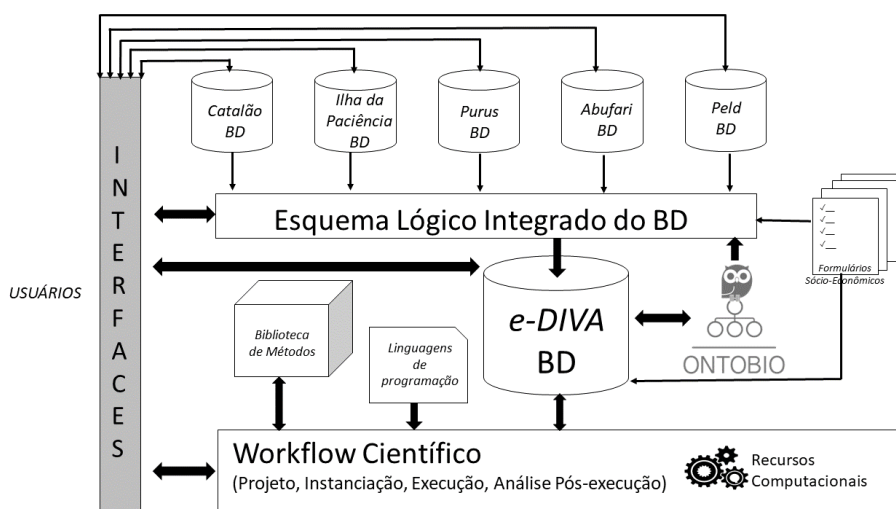 Catalão
BD
Ilha da
Paciência
BD
Purus
BD
Abufari
BD
Peld
BD
INTERFACES
USUÁRIOS
Esquema Lógico Integrado do BD
Formulários
Sócio-Econômicos
Biblioteca
de Métodos
Linguagens
de
programação
e-DIVA
BD
ONTOBIO
Workflow Científico
(Projeto, Instanciação, Execução, Análise Pós-execução)
Recursos
Computacionais